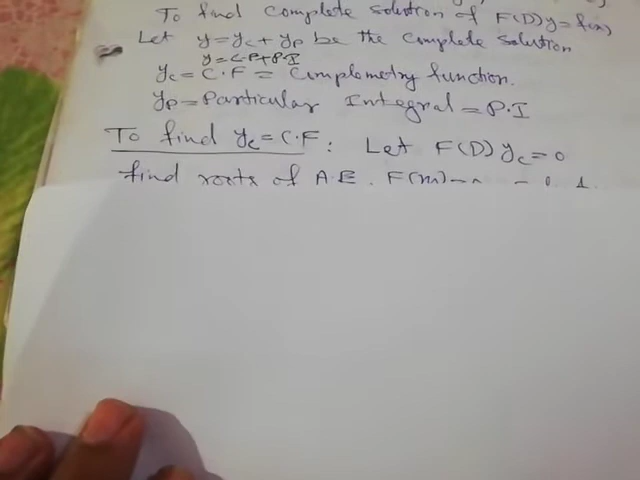 To find complete solution of F(D)y=f(x)
Let y=yc+yp be the complete solution
y=C.F+P.I
yc=C.F= Complemetry function.
yp=Particular Integral=P.I
To find yc=C.F: Let F(D)yc=0
find roots of A.E. F(m)